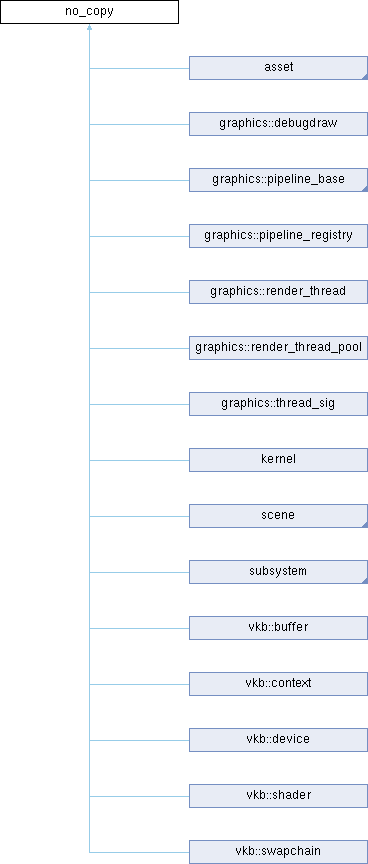 no_copy
asset
graphics::debugdraw
graphics::pipeline_base
graphics::pipeline_registry
graphics::render_thread
graphics::render_thread_pool
graphics::thread_sig
kernel
scene
subsystem
vkb::buffer
vkb::context
vkb::device
vkb::shader
vkb::swapchain